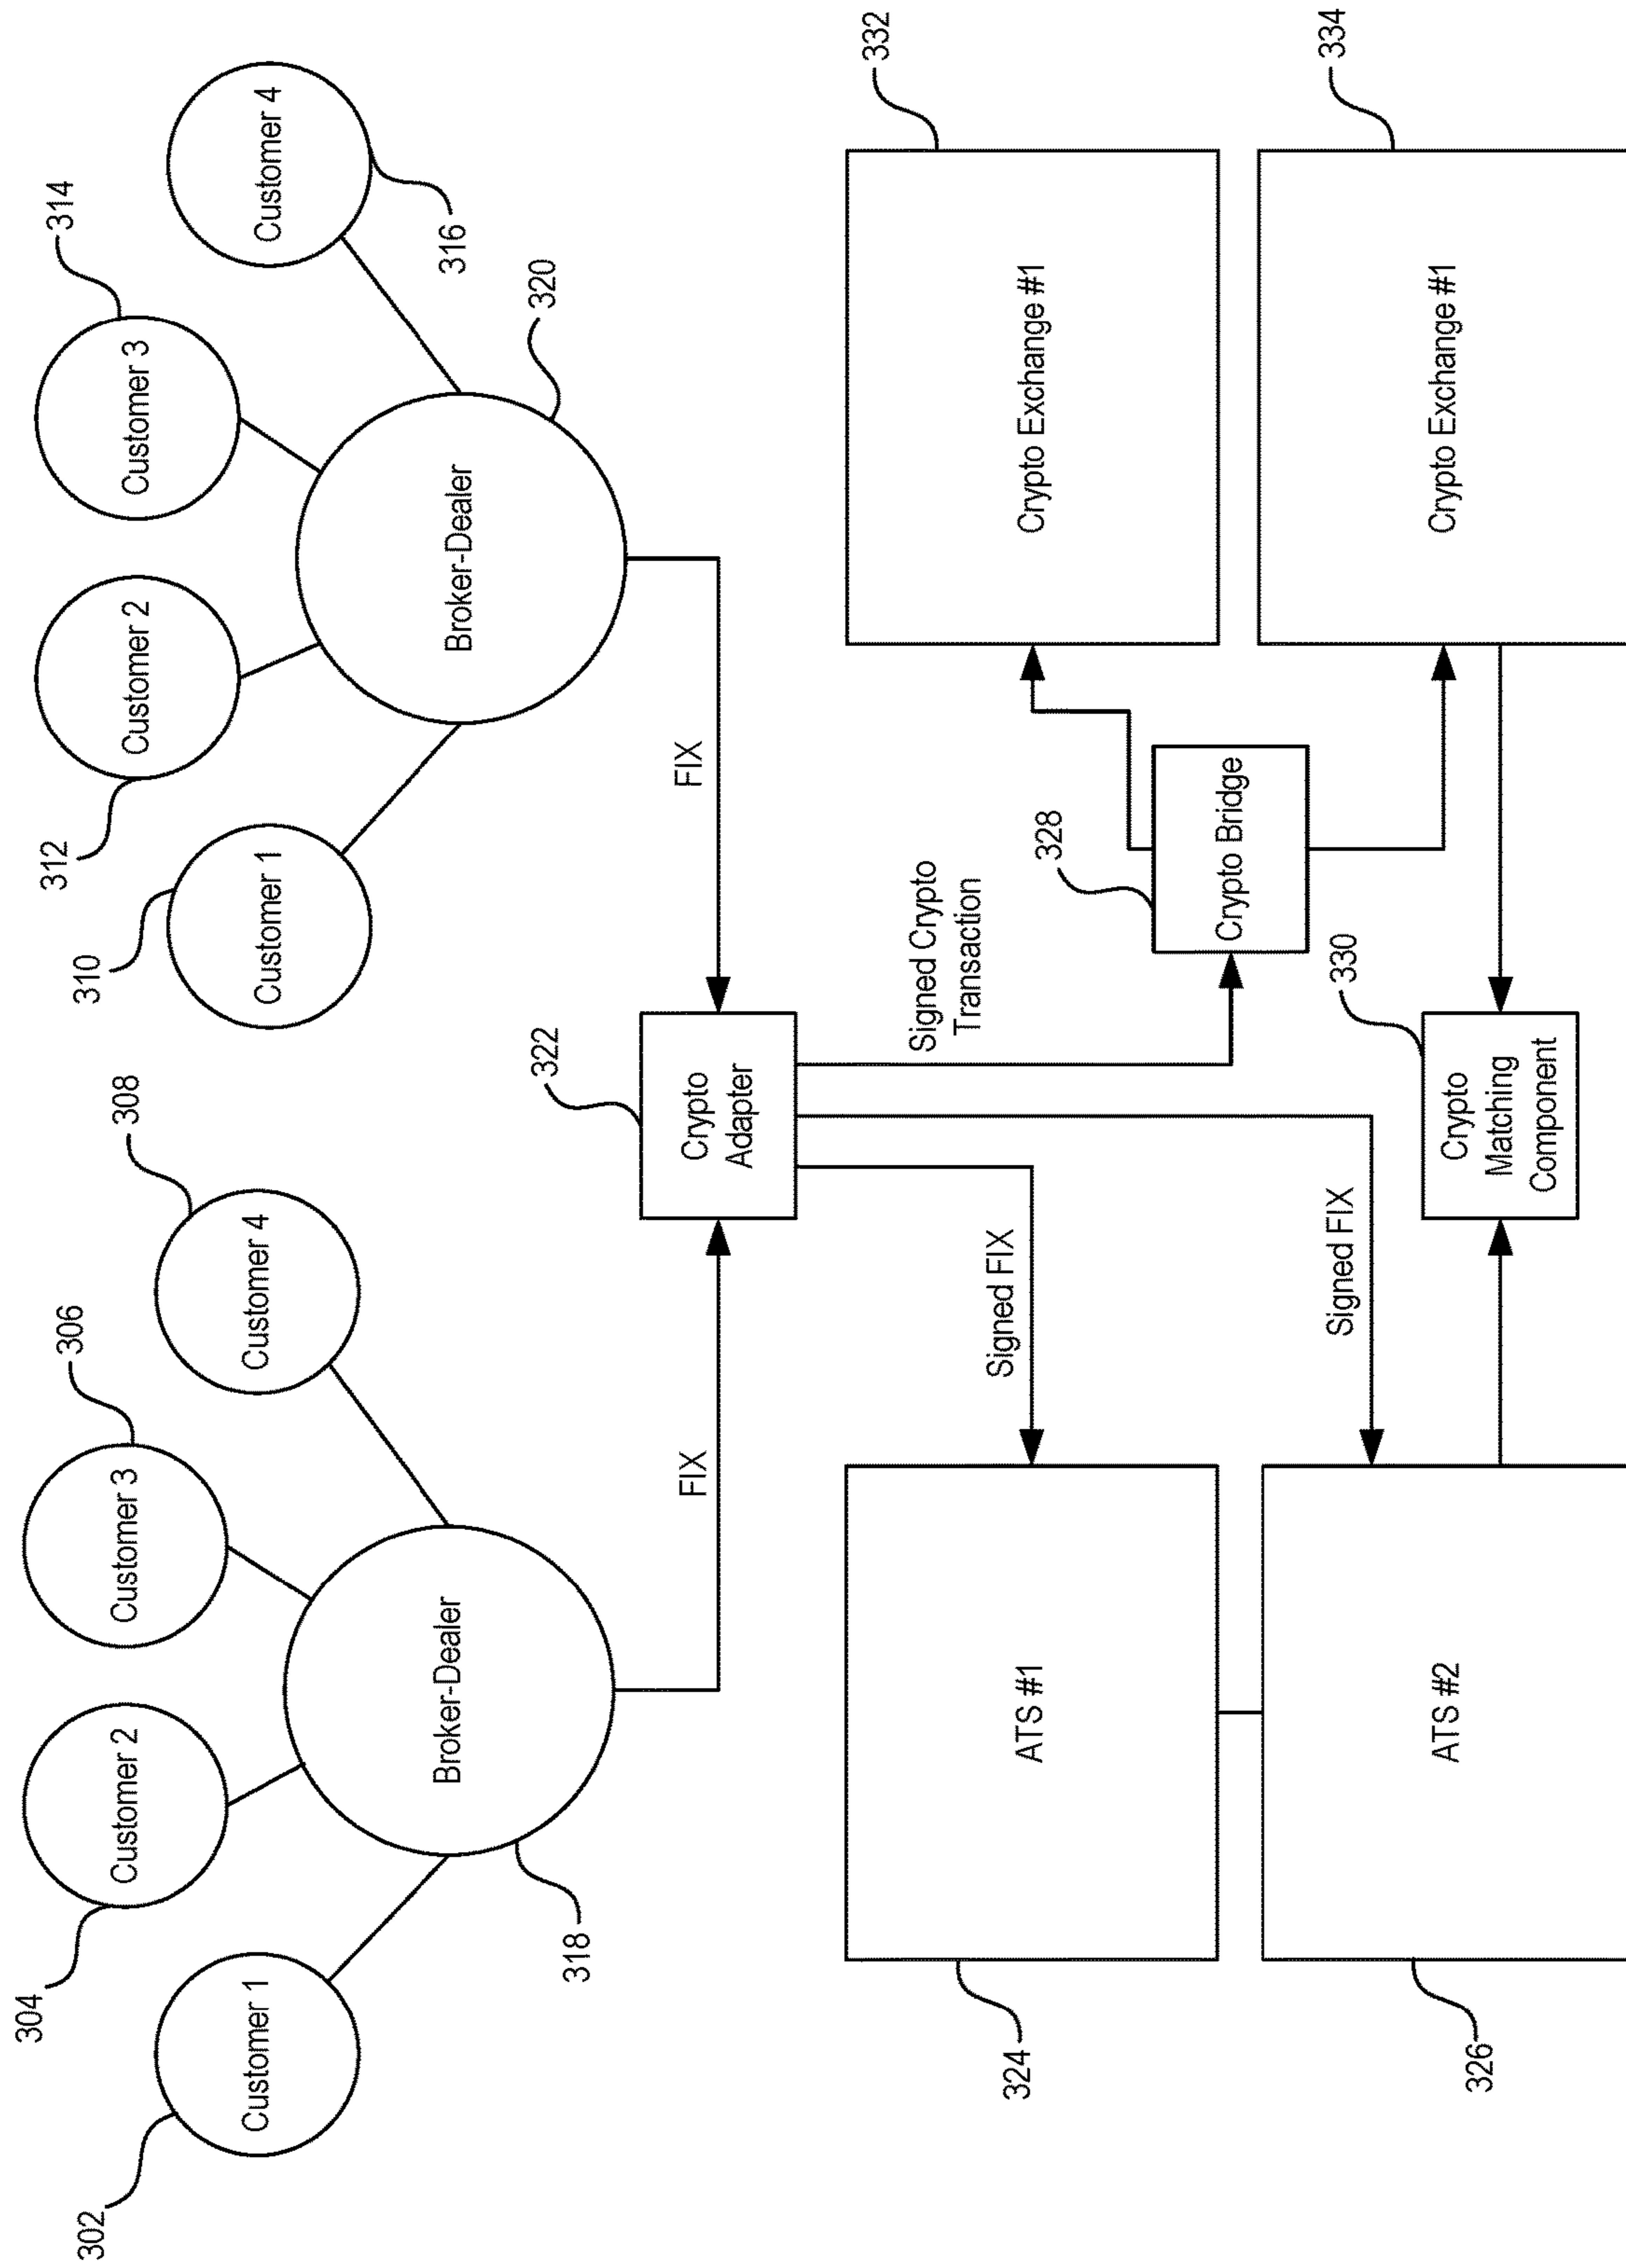 304
306
308
302
Customer 1
Customer 2
Customer 3
Customer 4
Broker-Dealer
318
310
312
314
Customer 1
Customer 2
Customer 3
Customer 4
316
Broker-Dealer
320
FIX
322
Crypto
Adapter
FIX
Signed Crypto
Transaction
Signed FIX
Signed FIX
324
ATS #1
326
ATS #2
328
Crypto Bridge
330
Crypto
Matching
Component
332
Crypto Exchange #1
334
Crypto Exchange #1